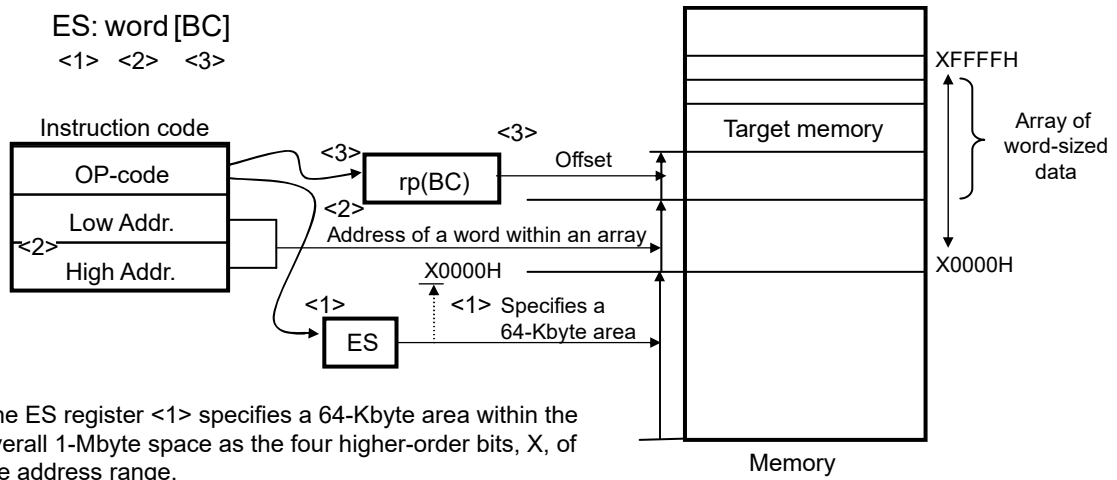 ES: word [BC]
<1> <2> <3>
Instruction code
OP-code
Low Addr.
<2>
High Addr.
<3>
rp(BC)
<3>
Offset
<2>
Address of a word within an array
X0000H
<1>
ES
<1> Specifies a
64-Kbyte area
Target memory
XFFFFH
Array of
word-sized
data
X0000H
Memory
ES register <1> specifies a 64-Kbyte area within the
1-Mbyte space as the four higher-order bits, X, of
address range.